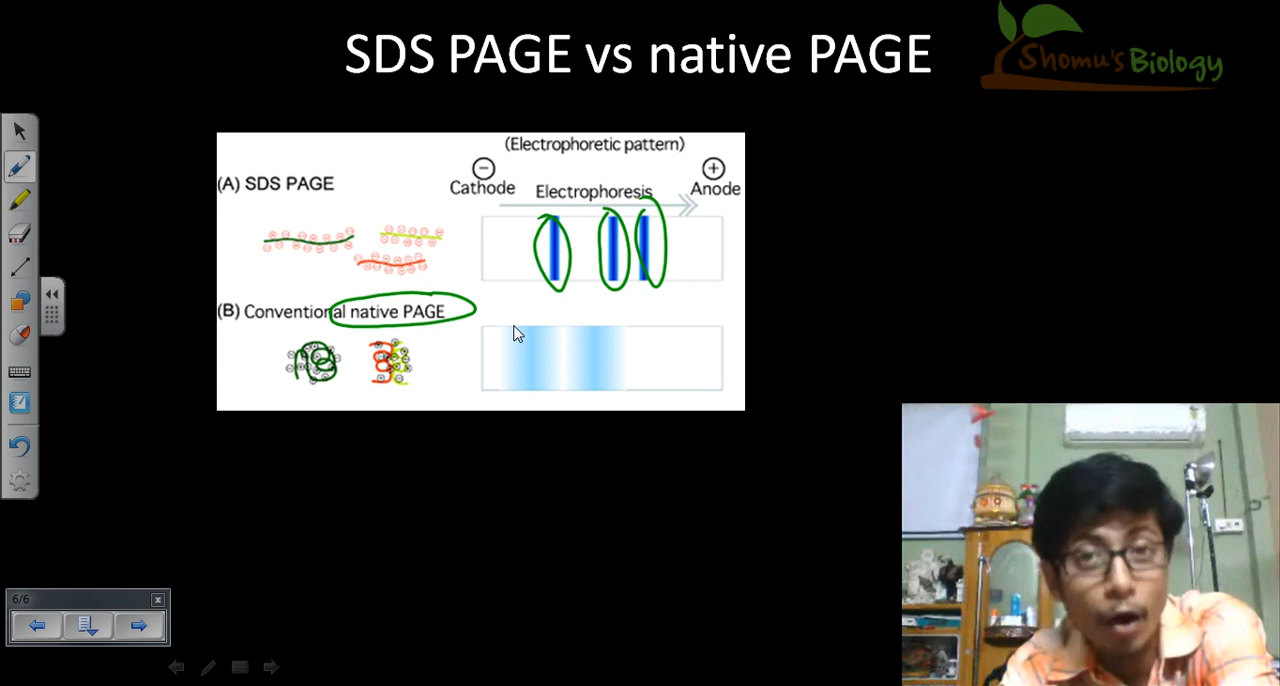 SDS PAGE vs native PAGE
Shomu's Biology
(Electrophoretic pattern)
− +
Cathode Electrophoresis Anode
(A) SDS PAGE
(B) Conventional native PAGE
6/6